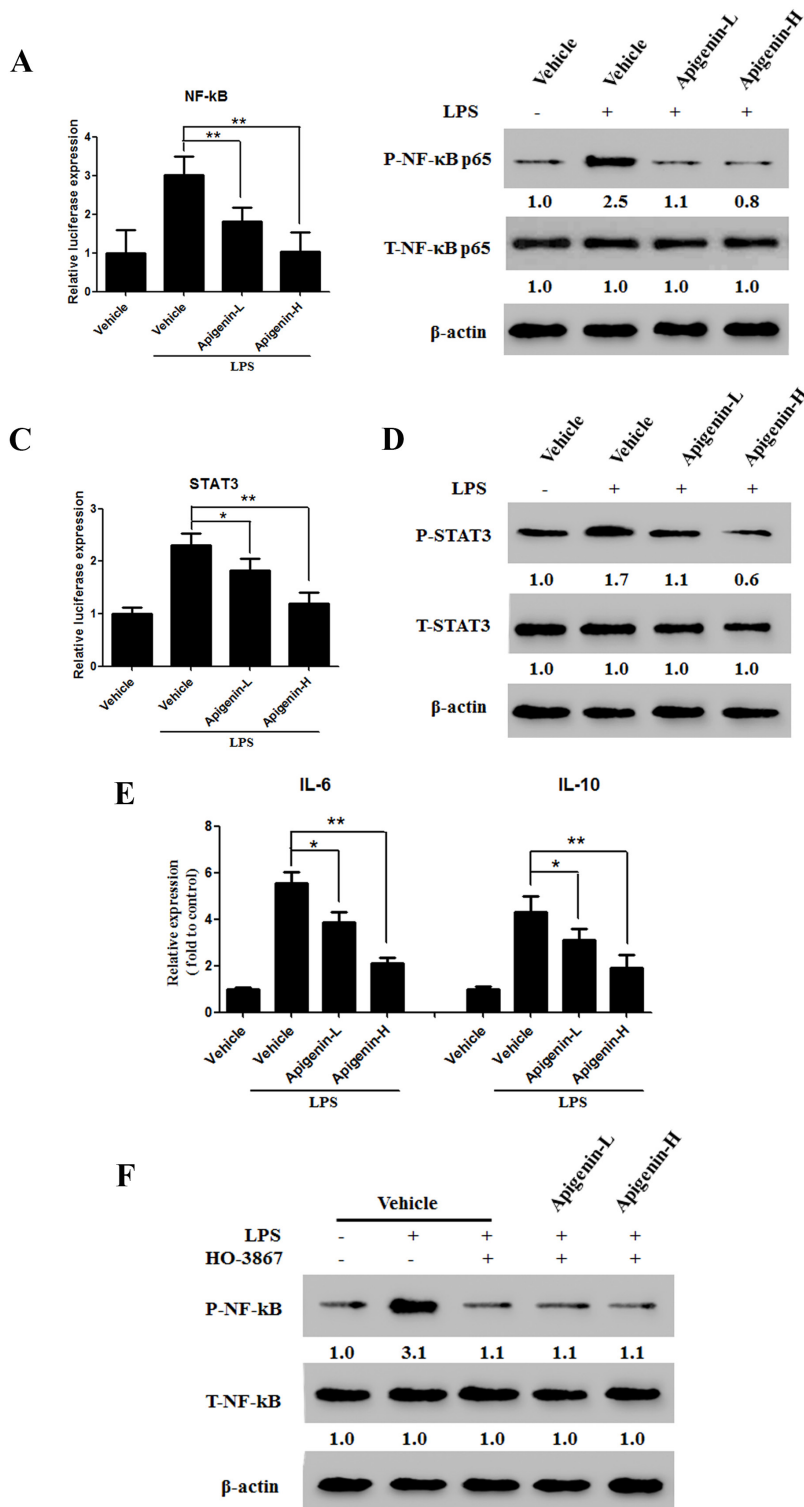 A
NF-kB
Relative luciferase expression
4
3
2
1
0
**
**
Vehicle
Vehicle
Apigenin-L
Apigenin-H
LPS
Vehicle
Vehicle
Apigenin-L
Apigenin-H
LPS - + + +
P-NF-κB p65
1.0 2.5 1.1 0.8
T-NF-κB p65
1.0 1.0 1.0 1.0
β-actin
C
STAT3
Relative luciferase expression
3
2
1
0
**
*
Vehicle
Vehicle
Apigenin-L
Apigenin-H
LPS
D
Vehicle
Vehicle
Apigenin-L
Apigenin-H
LPS - + + +
P-STAT3
1.0 1.7 1.1 0.6
T-STAT3
1.0 1.0 1.0 1.0
β-actin
E
IL-6 IL-10
Relative expression
( fold to control)
8
6
4
2
0
**
*
**
*
Vehicle
Vehicle
Apigenin-L
Apigenin-H
LPS
Vehicle
Vehicle
Apigenin-L
Apigenin-H
LPS
F
Vehicle
Apigenin-L
Apigenin-H
LPS - + + + +
HO-3867 - - + + +
P-NF-kB
1.0 3.1 1.1 1.1 1.1
T-NF-kB
1.0 1.0 1.0 1.0 1.0
β-actin